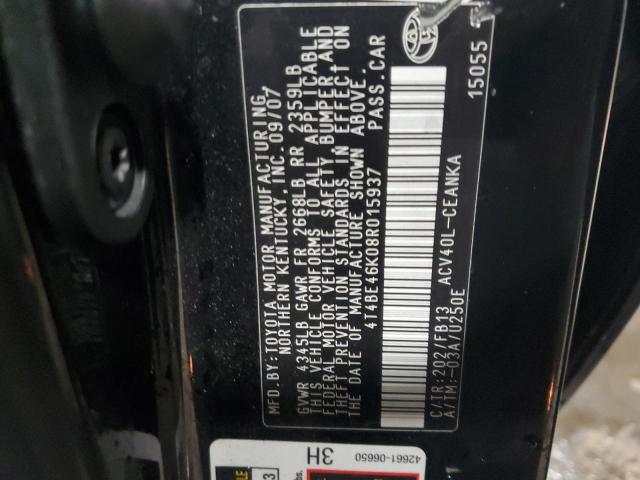 MFD.BY:TOYOTA MOTOR MANUFACTURING,
NORTHERN KENTUCKY, INC. 09/07
GVWR 4345LB GAWR FR 2668LB RR 2359LB
THIS VEHICLE CONFORMS TO ALL APPLICABLE
FEDERAL MOTOR VEHICLE SAFETY, BUMPER, AND
THEFT PREVENTION STANDARDS IN EFFECT ON
THE DATE OF MANUFACTURE SHOWN ABOVE.
4T4BE46K08R015937 PASS.CAR
C/TR:202/FB13 ACV40L-CEANKA
A/TM:-03A/U250E 15055
42661-06650
3H